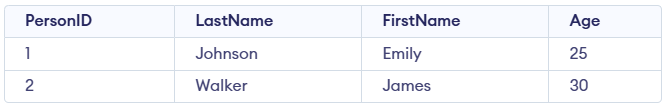 PersonID LastName FirstName Age
1 Johnson Emily 25
2 Walker James 30